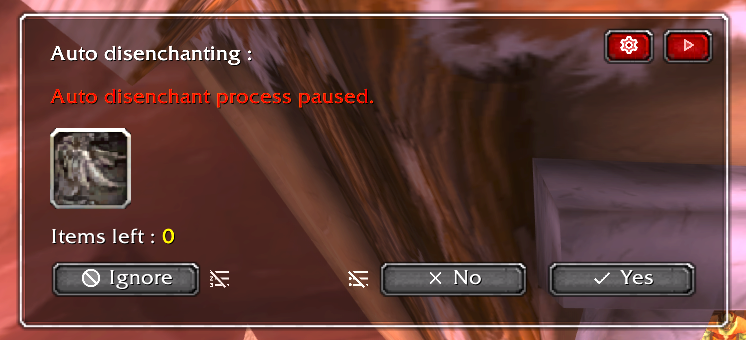 Auto disenchanting :
Auto disenchant process paused.
Items left : 0
Ignore No Yes